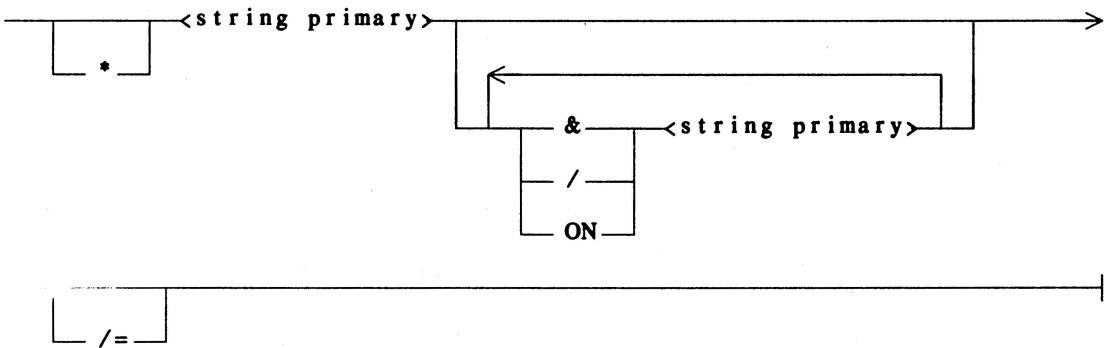 <string primary>
*
& <string primary>
/
ON
/=